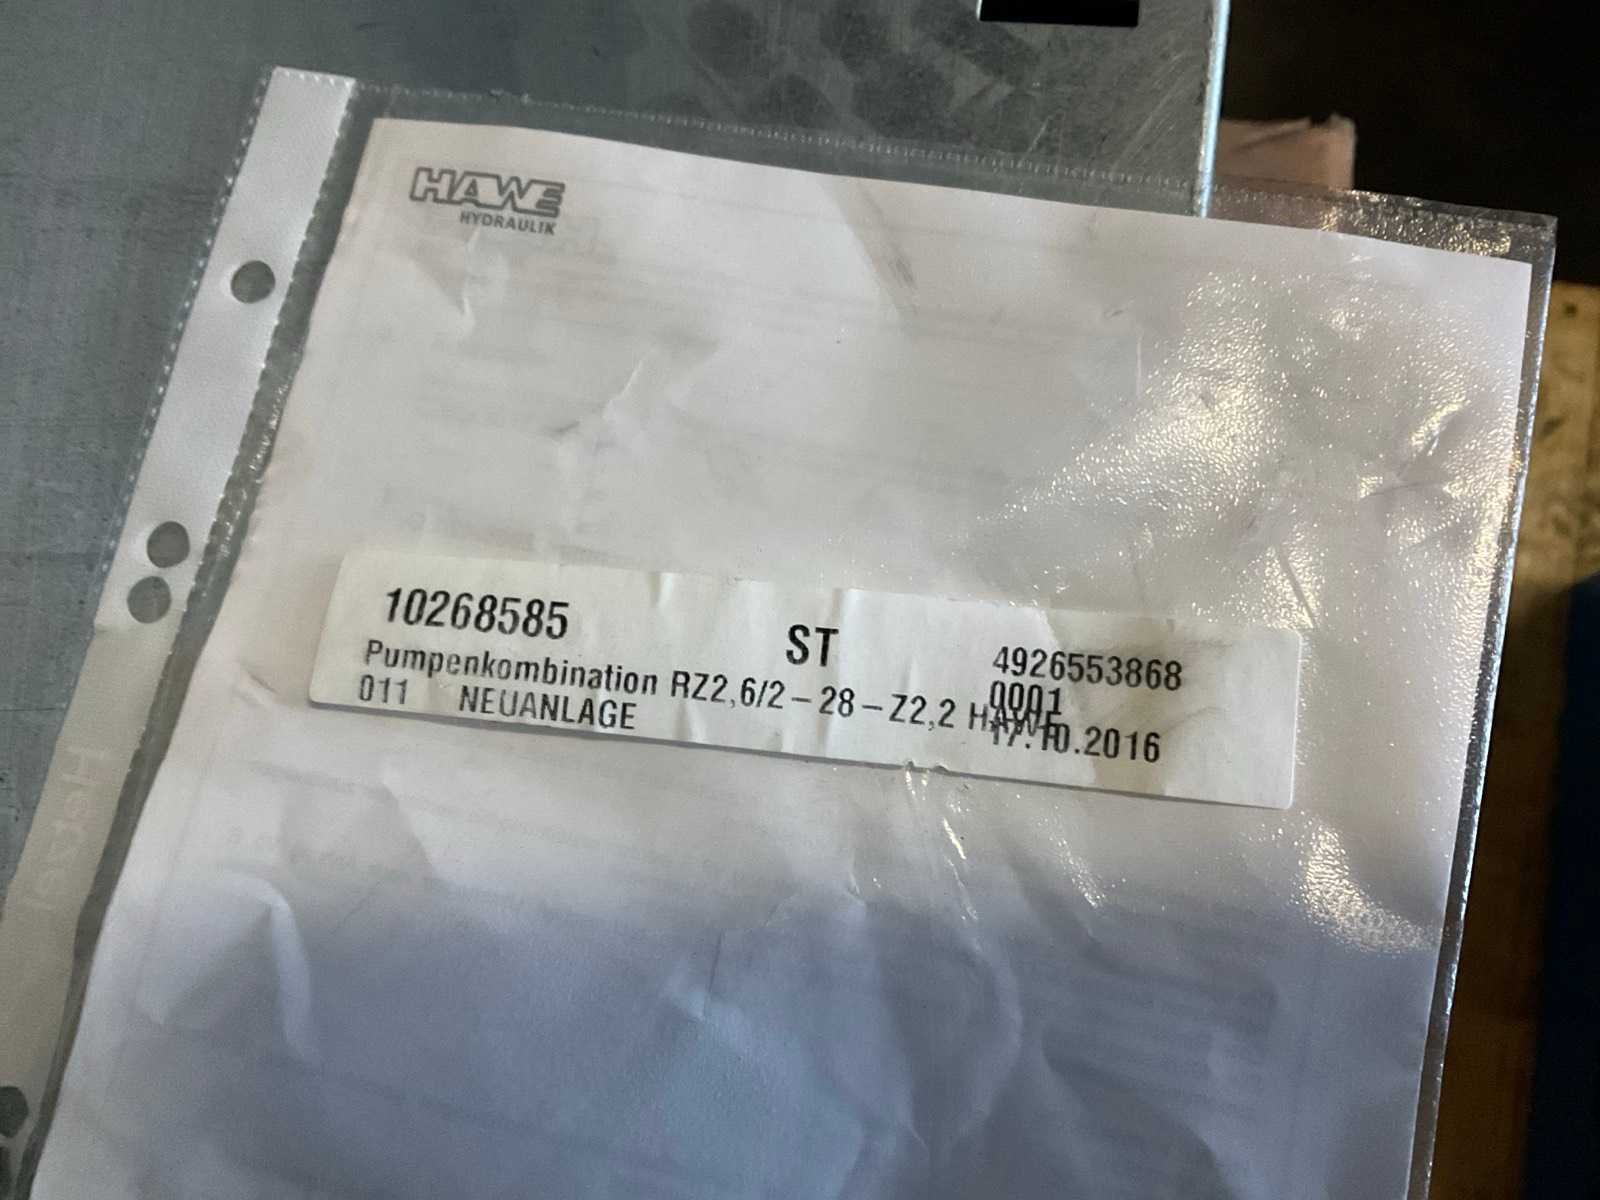 HAWE
HYDRAULIK
10268585
ST
4926553868
Pumpenkombination RZ2,6/2-28-Z2,2 HAWE
0001
011 NEUANLAGE
17.10.2016